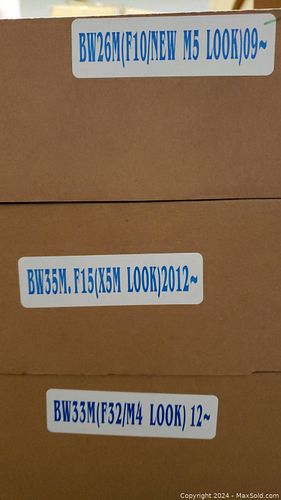 BW26M(F10/NEW M5 LOOK)09~
BW35M.F15(X5M LOOK)2012~
BW33M(F32/M4 LOOK) 12~
Copyright © 2024 - MaxSold.com